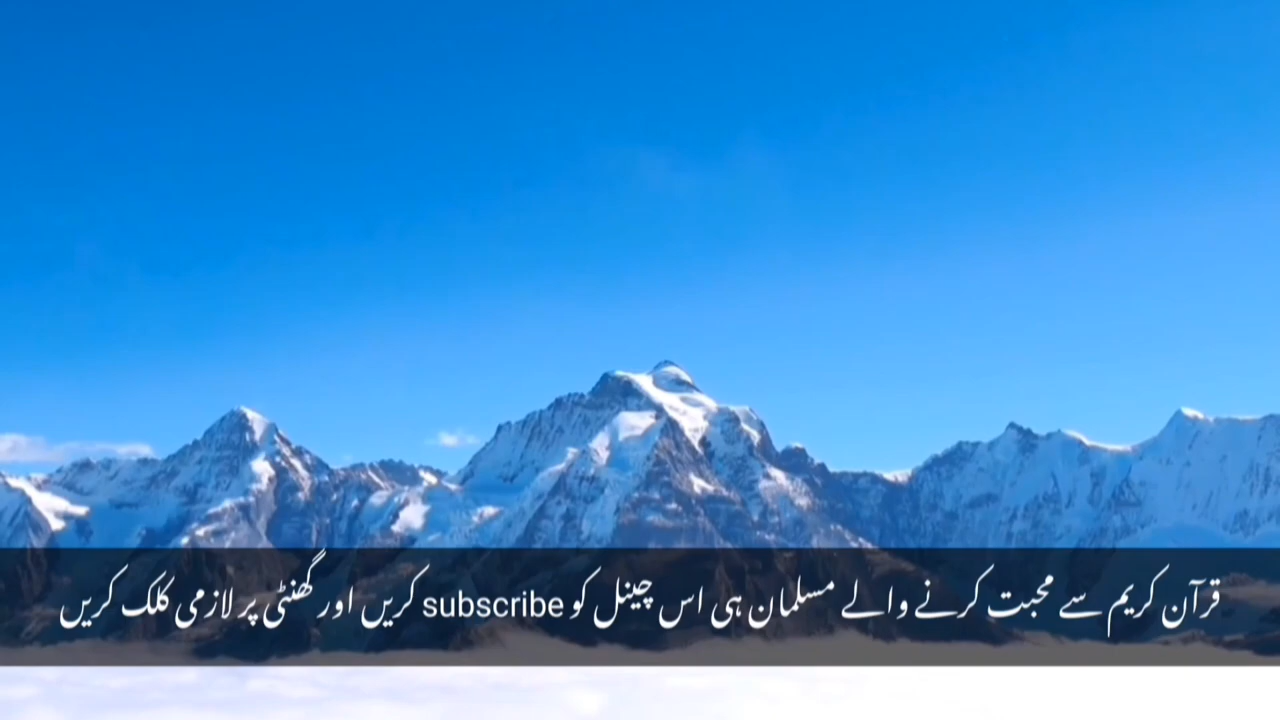 قرآن کریم سے محبت کرنے والے مسلمان ہی اس چینل کو subscribe کریں اور گھنٹی پر لازمی کلک کریں